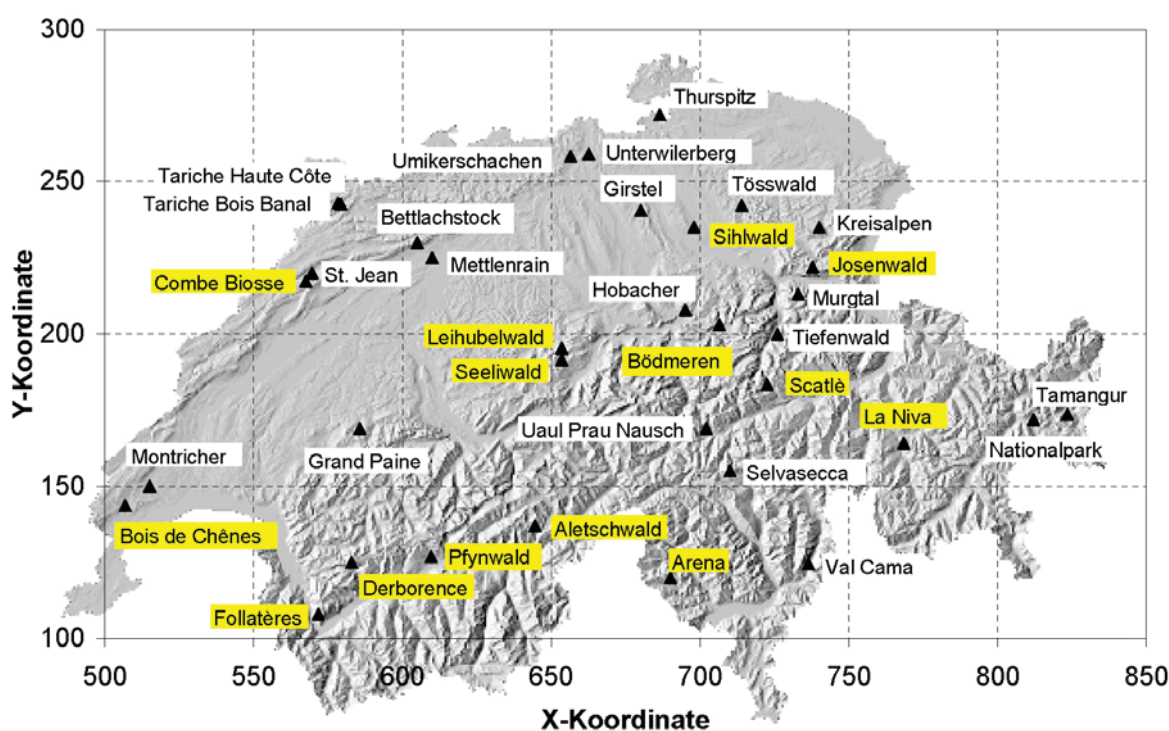 300
Thurspitz
Umikerschachen
Unterwilerberg
250
Tariche Haute Côte
Girstel
Tösswald
Tariche Bois Banal
Bettlachstock
Kreisalpen
Sihlwald
Mettlenrain
Josenwald
Combe Biosse
St. Jean
Hobacher
Murgtal
200
Leihubelwald
Tiefenwald
Bödmeren
Seeliwald
Scatlè
Tamangur
La Niva
Uaul Prau Nausch
Montricher
Grand Paine
Nationalpark
Selvasecca
150
Bois de Chênes
Aletschwald
Pfynwald
Arena
Val Cama
Derborence
Follatères
100
500 550 600 650 700 750 800 850
X-Koordinate
Y-Koordinate